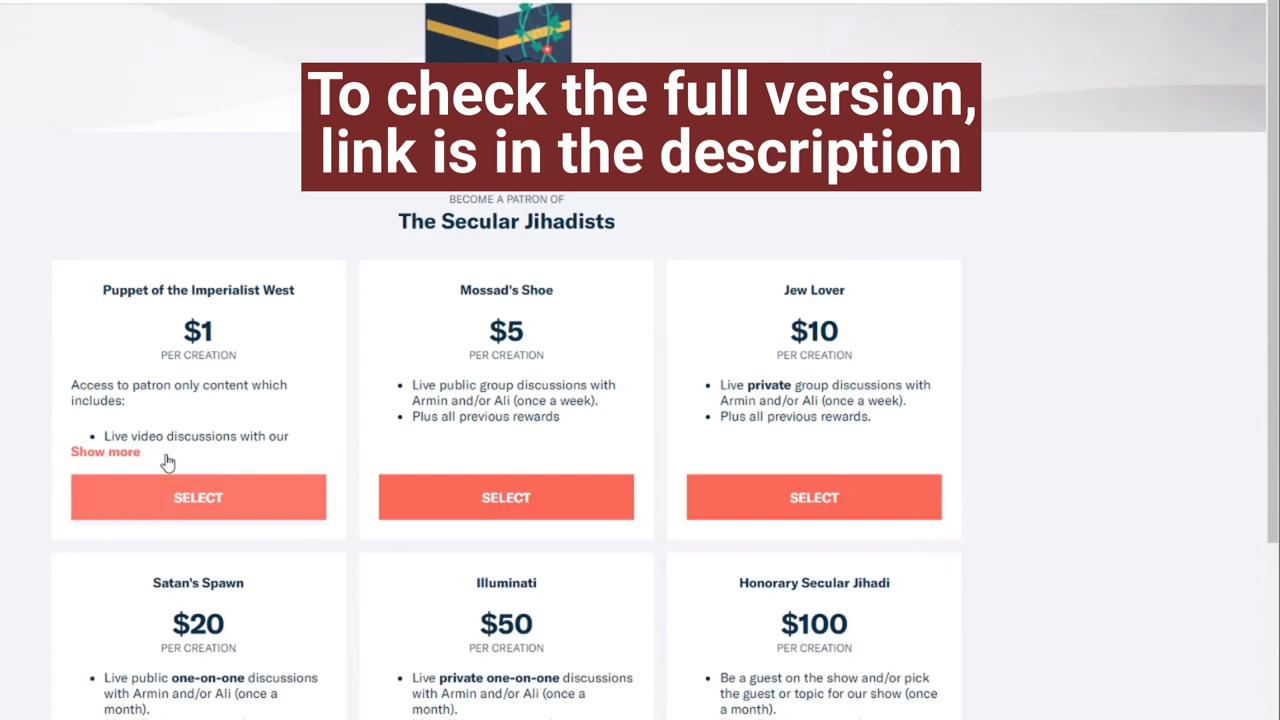 To check the full version,
link is in the description
BECOME A PATRON OF
The Secular Jihadists
Puppet of the Imperialist West
$1
PER CREATION
Access to patron only content which
includes:
• Live video discussions with our
Show more
SELECT
Mossad's Shoe
$5
PER CREATION
• Live public group discussions with
Armin and/or Ali (once a week).
• Plus all previous rewards
SELECT
Jew Lover
$10
PER CREATION
• Live private group discussions with
Armin and/or Ali (once a week).
• Plus all previous rewards.
SELECT
Satan's Spawn
$20
PER CREATION
• Live public one-on-one discussions
with Armin and/or Ali (once a
month).
Illuminati
$50
PER CREATION
• Live private one-on-one discussions
with Armin and/or Ali (once a
month).
Honorary Secular Jihadi
$100
PER CREATION
• Be a guest on the show and/or pick
the guest or topic for our show (once
a month).